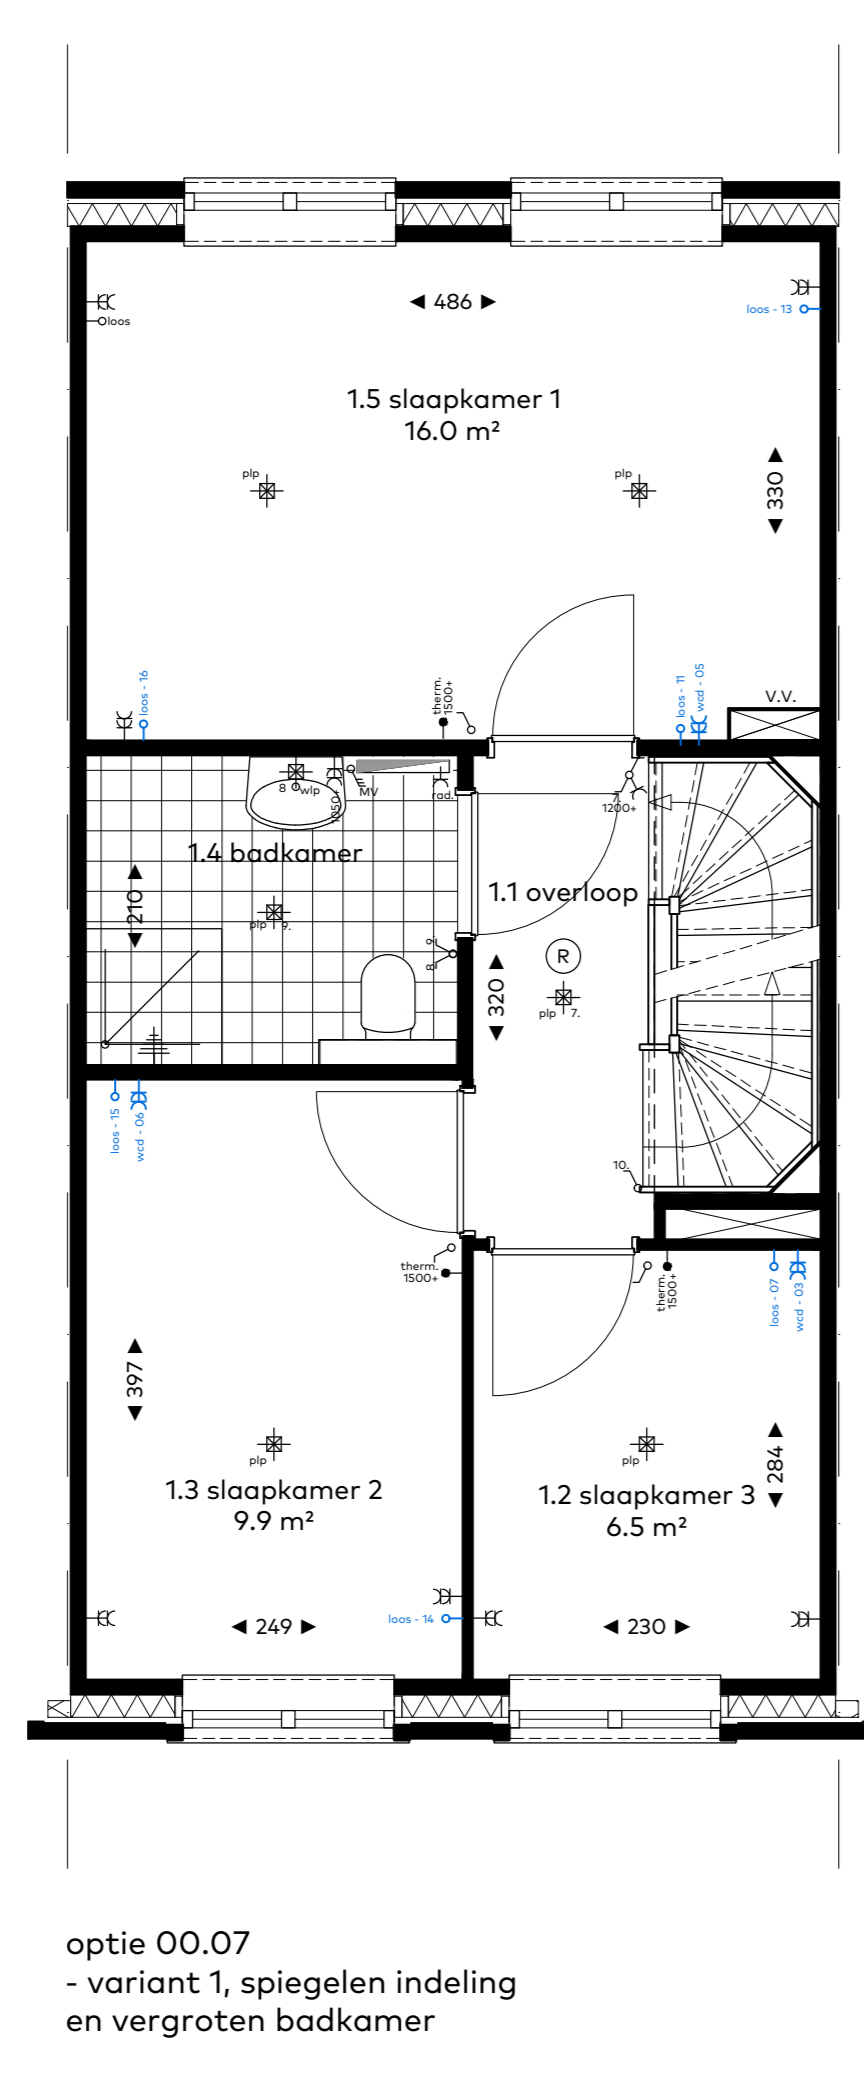 486
loos
loos - 13
1.5 slaapkamer 1
16.0 m²
plp
plp
330
loos - 16
therm.
1500+
loos - 11
wcd - 05
V.V.
8
wlp
1050+
MV
rad.
7.
1200+
1.4 badkamer
210
plp
9.
9.
8.
1.1 overloop
R
320
plp
7.
10.
loos - 15
wcd - 06
therm.
1500+
therm.
1500+
loos - 07
wcd - 03
397
plp
plp
284
1.3 slaapkamer 2
9.9 m²
1.2 slaapkamer 3
6.5 m²
249
loos - 14
230
optie 00.07
- variant 1, spiegelen indeling
en vergroten badkamer